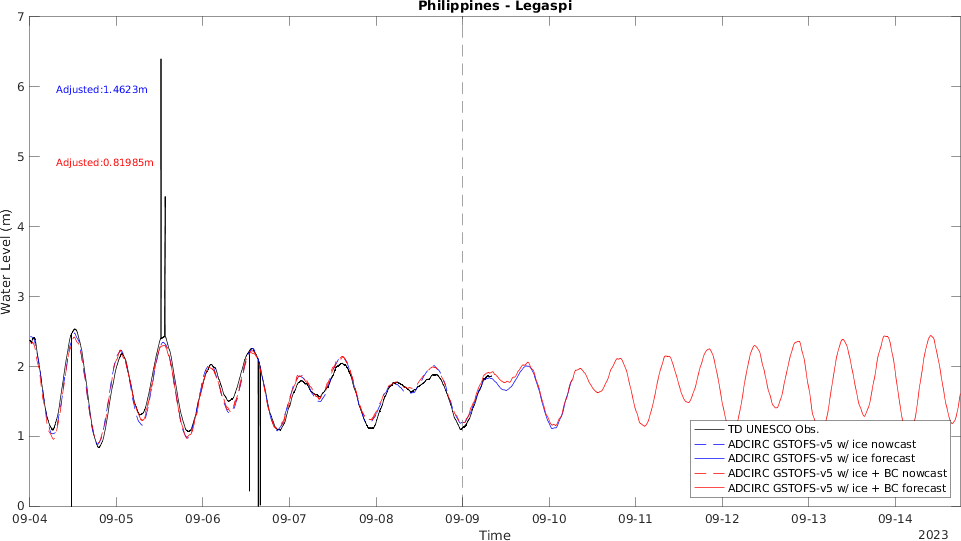 Philippines - Legaspi
7
6
5
4
3
2
1
0
Water Level (m)
Adjusted:1.4623m
Adjusted:0.81985m
TD UNESCO Obs.
ADCIRC GSTOFS-v5 w/ ice nowcast
ADCIRC GSTOFS-v5 w/ ice forecast
ADCIRC GSTOFS-v5 w/ ice + BC nowcast
ADCIRC GSTOFS-v5 w/ ice + BC forecast
09-04 09-05 09-06 09-07 09-08 09-09 09-10 09-11 09-12 09-13 09-14
Time
2023